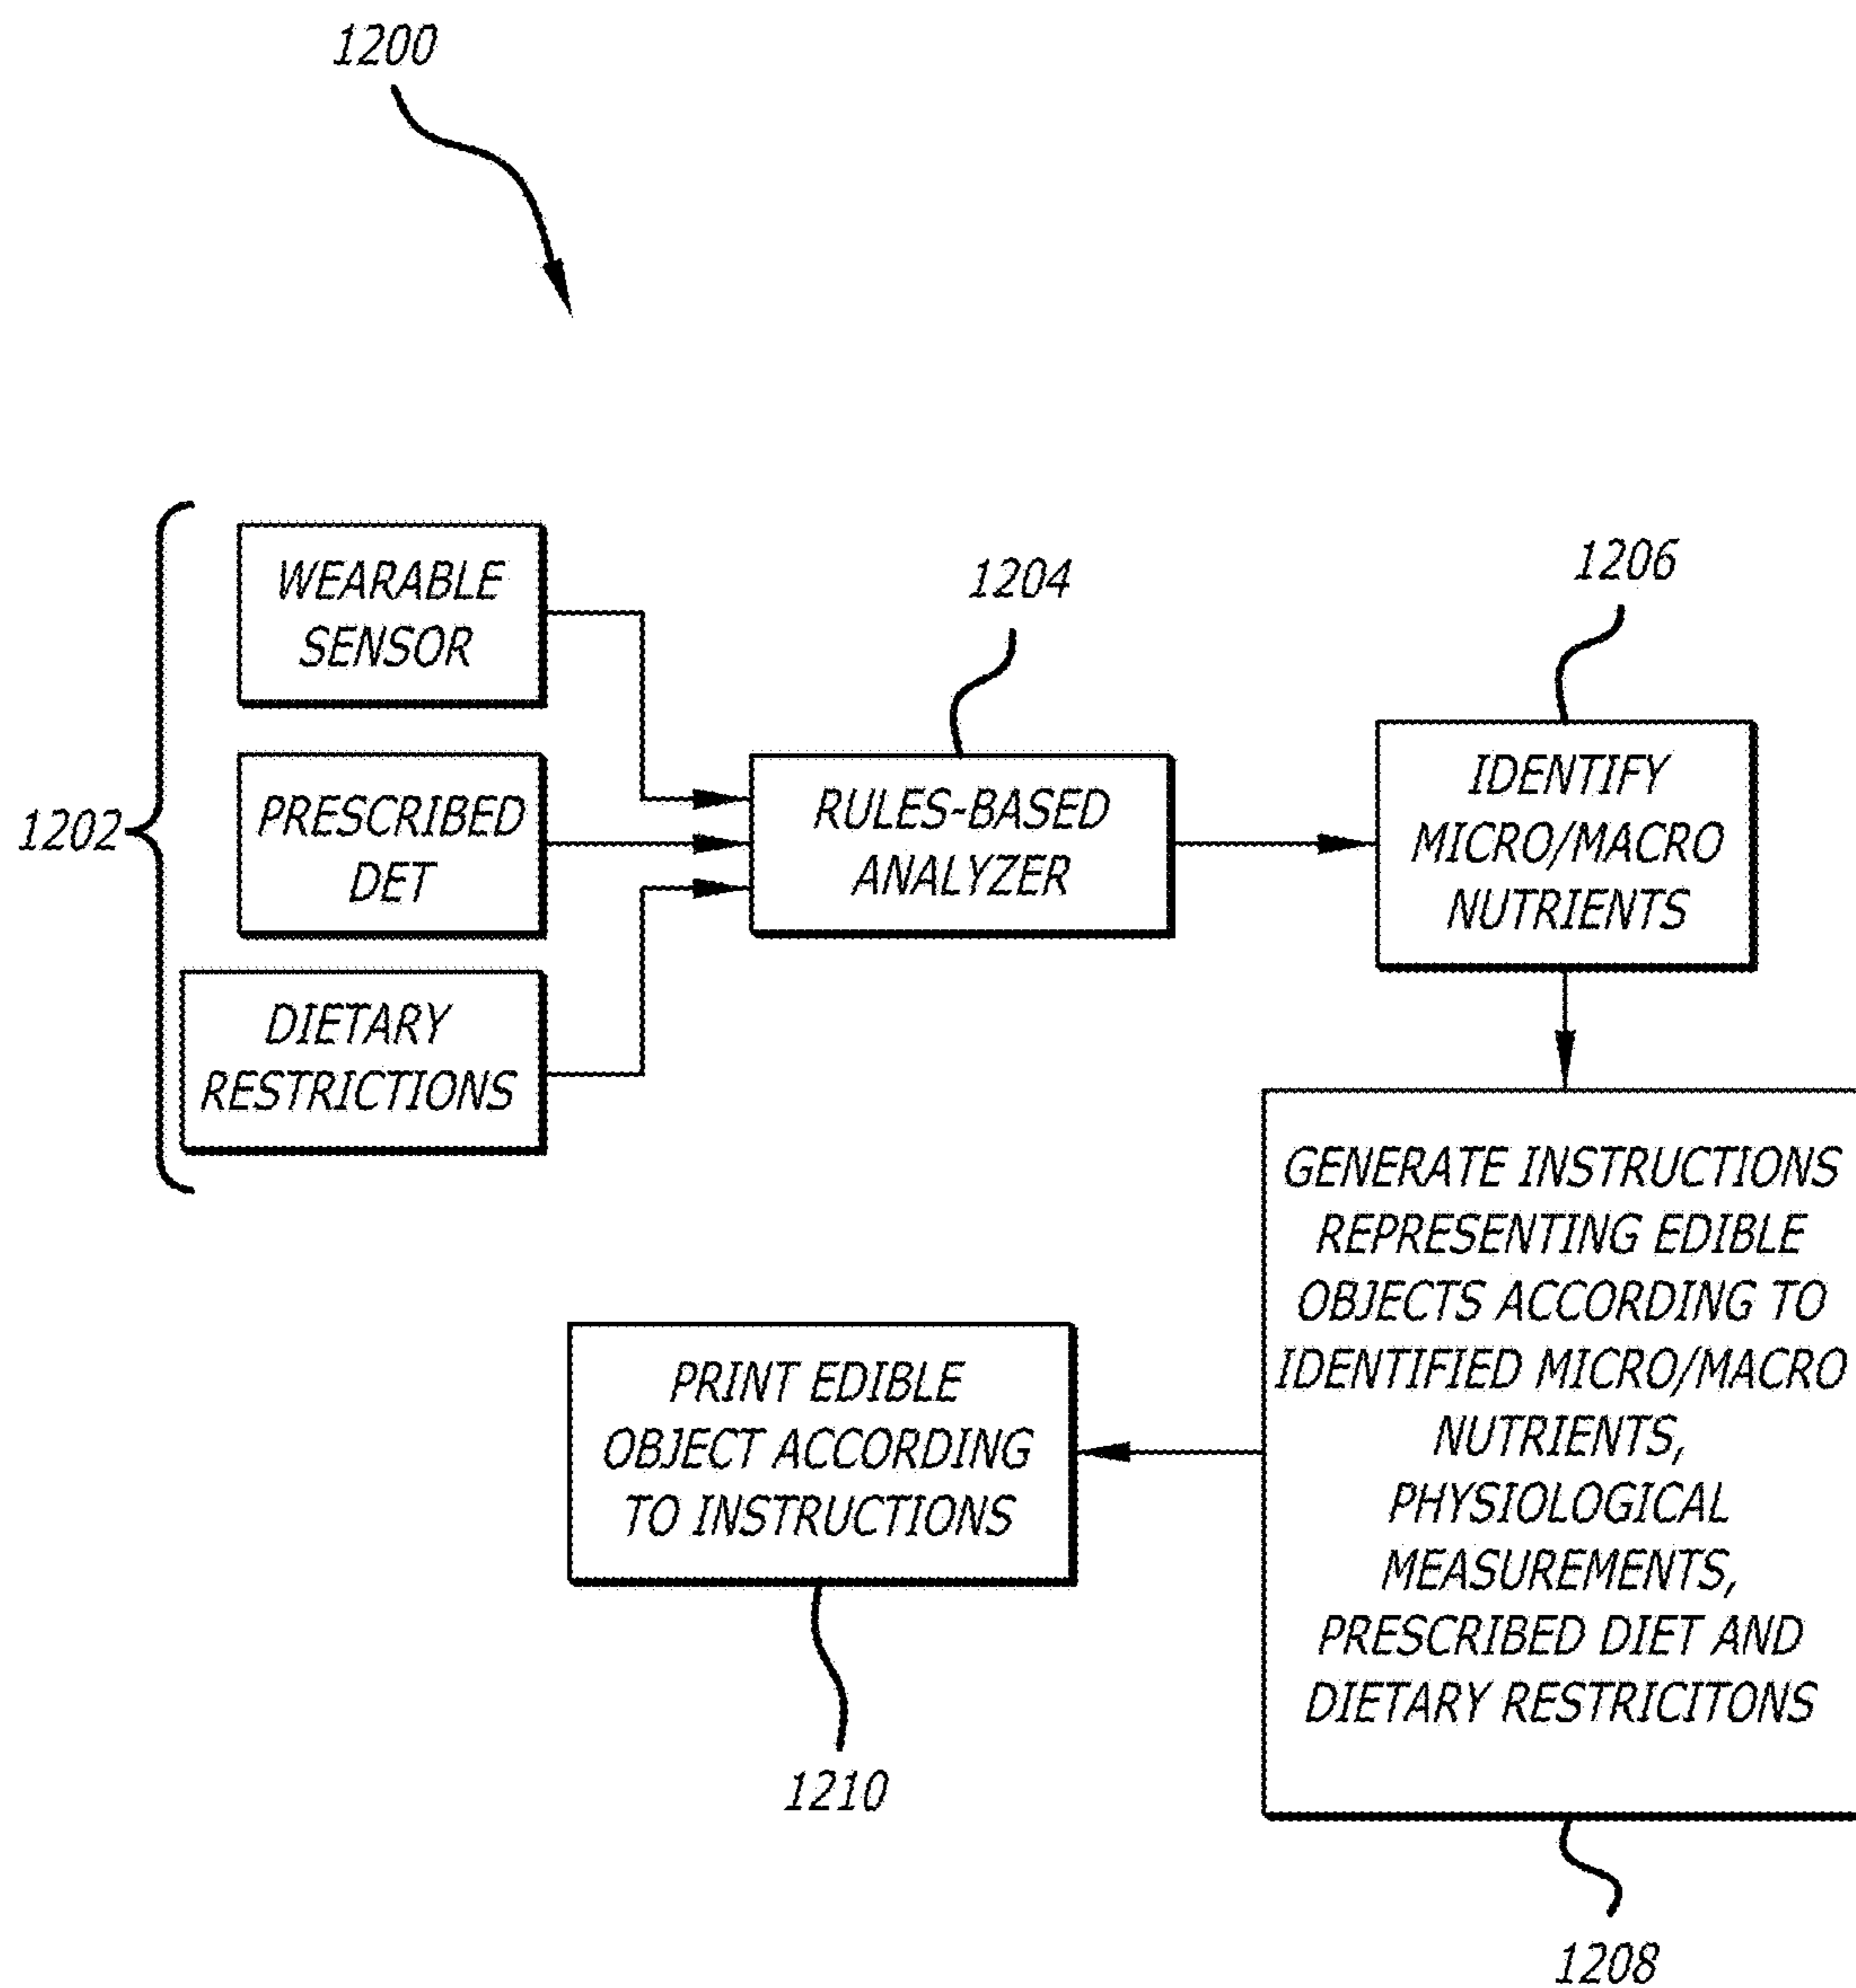 1200
1202
WEARABLE
SENSOR
PRESCRIBED
DET
DIETARY
RESTRICTIONS
1204
RULES-BASED
ANALYZER
1206
IDENTIFY
MICRO/MACRO
NUTRIENTS
GENERATE INSTRUCTIONS
REPRESENTING EDIBLE
OBJECTS ACCORDING TO
IDENTIFIED MICRO/MACRO
NUTRIENTS,
PHYSIOLOGICAL
MEASUREMENTS,
PRESCRIBED DIET AND
DIETARY RESTRICITONS
1208
PRINT EDIBLE
OBJECT ACCORDING
TO INSTRUCTIONS
1210